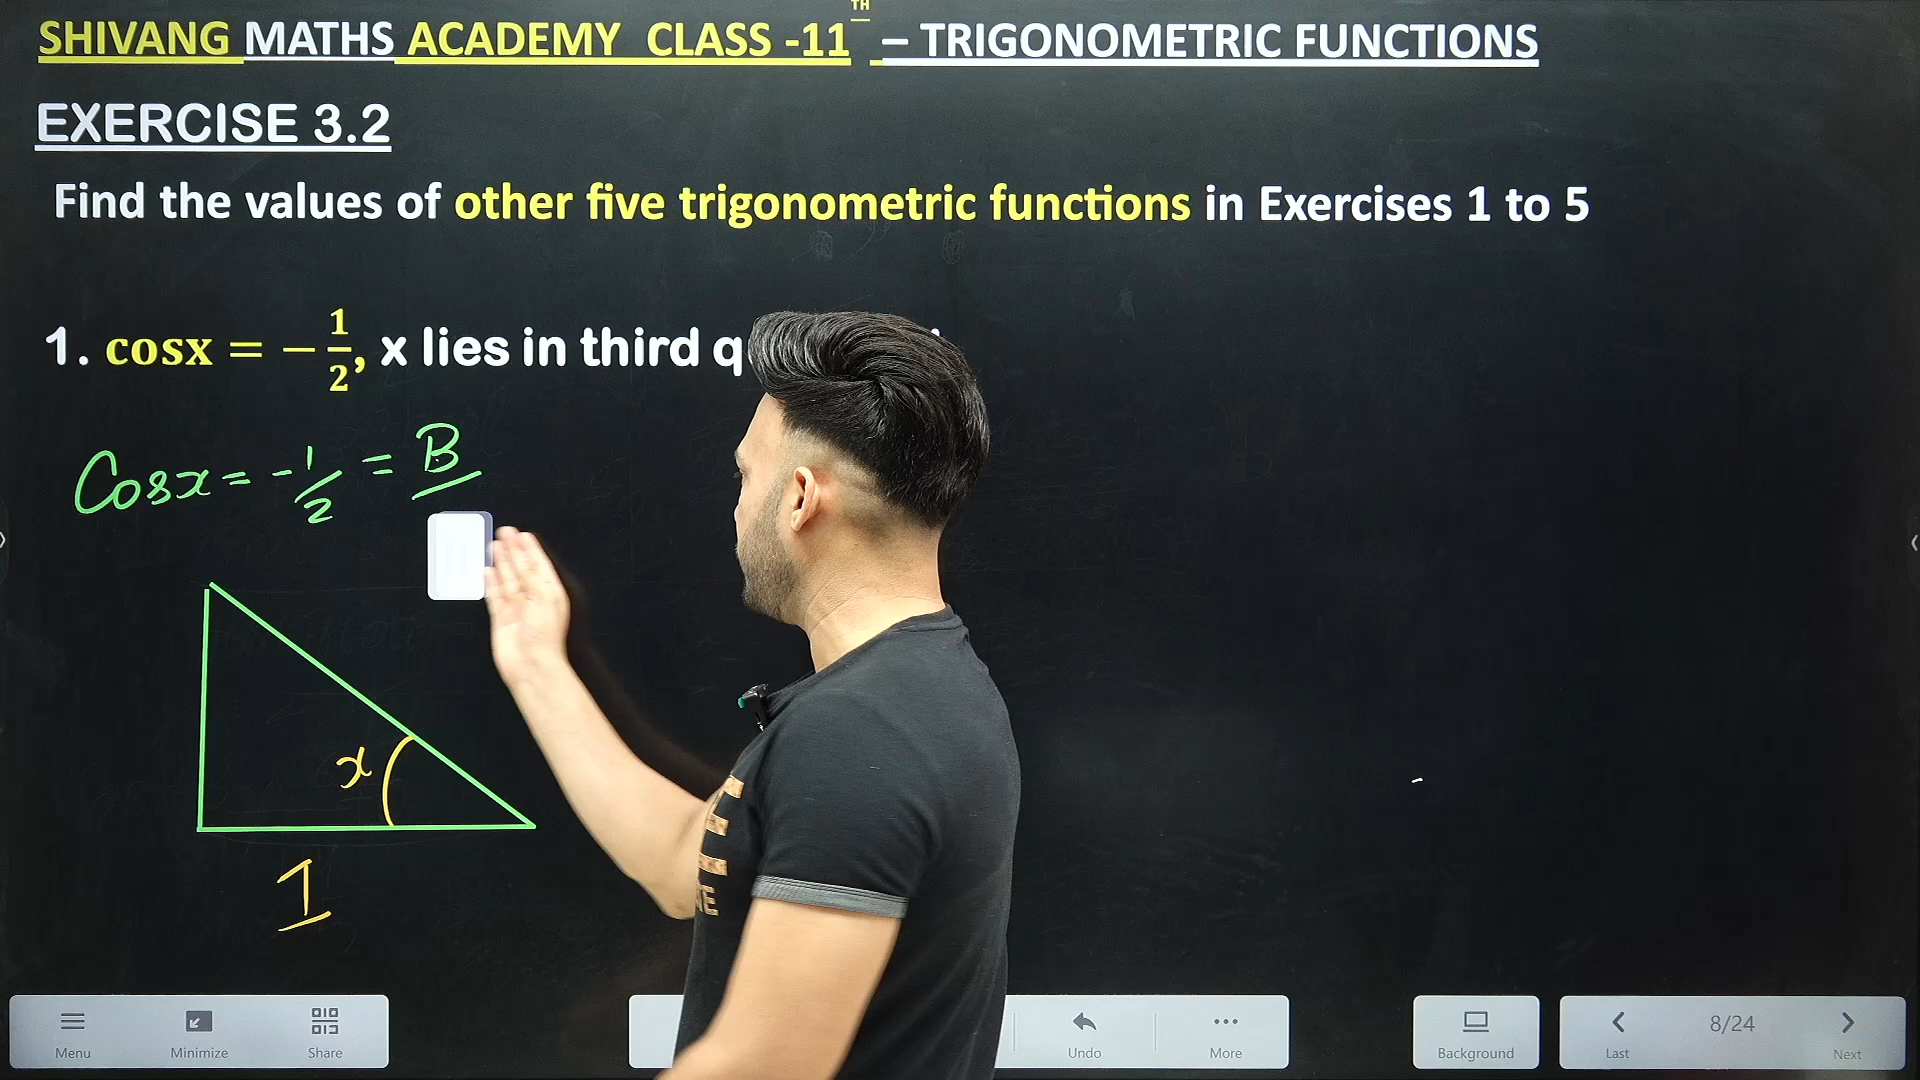 SHIVANG MATHS ACADEMY CLASS -11TH – TRIGONOMETRIC FUNCTIONS
EXERCISE 3.2
Find the values of other five trigonometric functions in Exercises 1 to 5
1. cosx = -1/2, x lies in third q
Cosx = -1/2 = B
x
1
Menu
Minimize
Share
Undo
More
Background
Last
8/24
Next